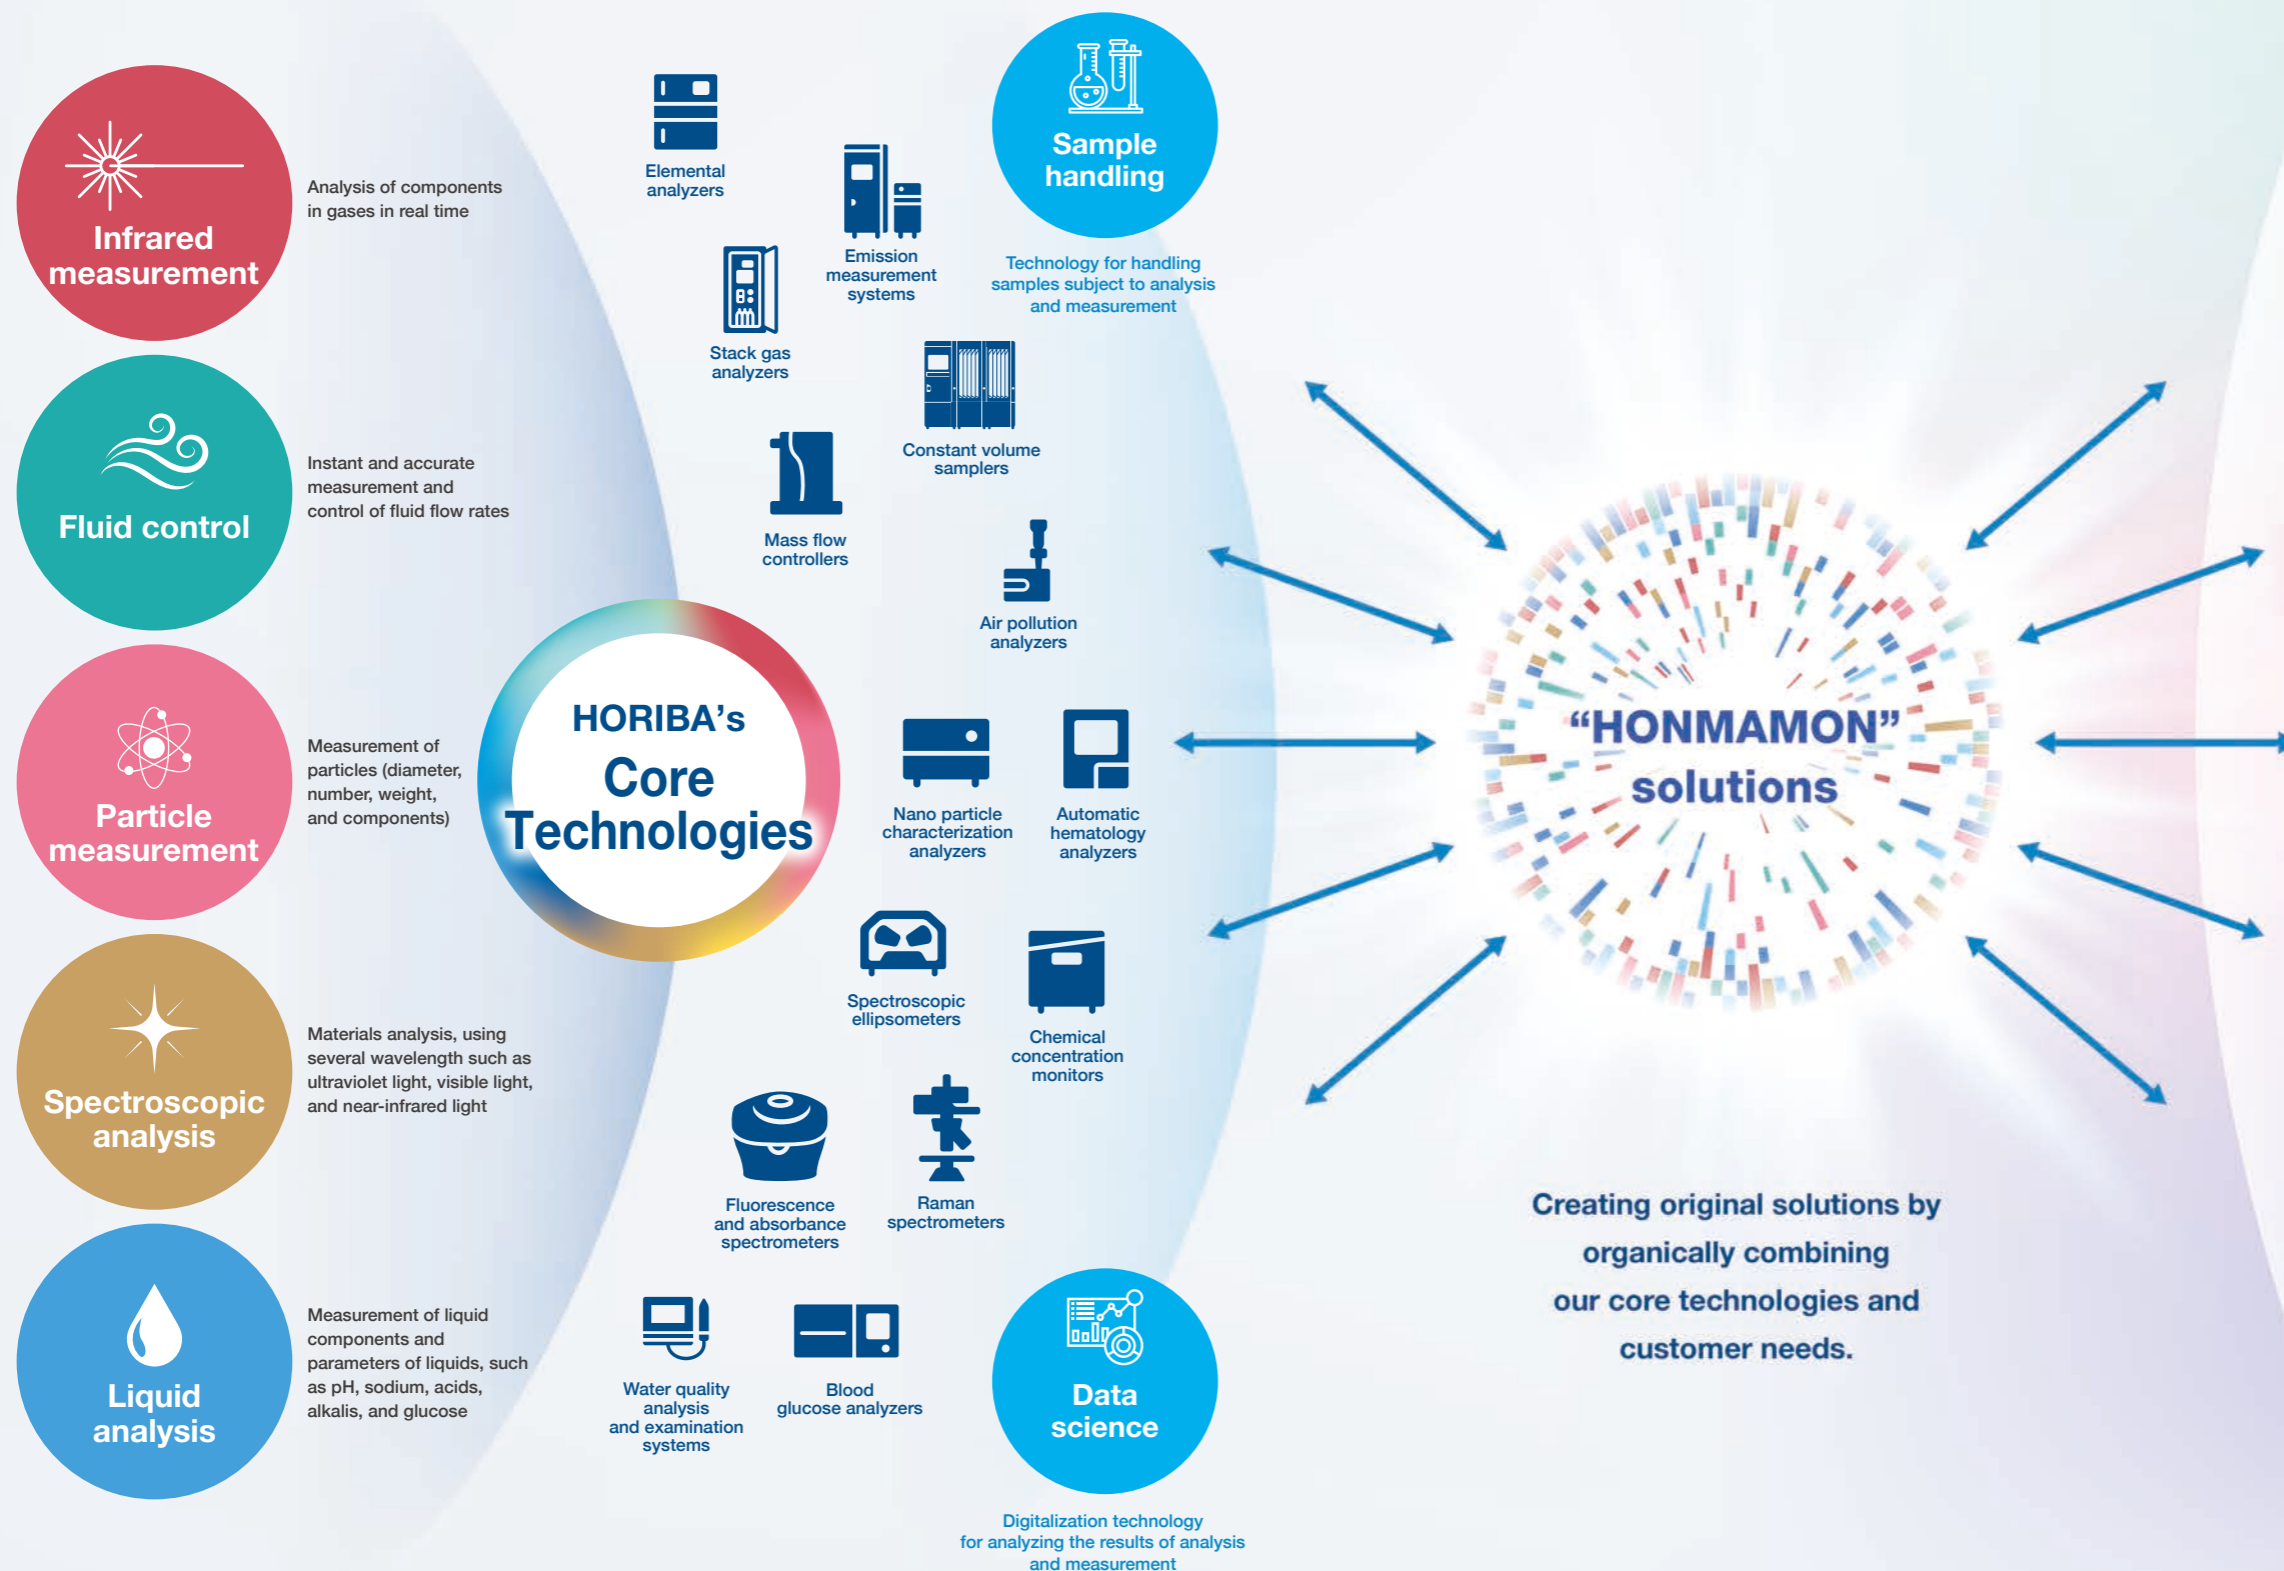 Infrared
measurement
Analysis of components
in gases in real time
Fluid control
Instant and accurate
measurement and
control of fluid flow rates
Particle
measurement
Measurement of
particles (diameter,
number, weight,
and components)
Spectroscopic
analysis
Materials analysis, using
several wavelength such as
ultraviolet light, visible light,
and near-infrared light
Liquid
analysis
Measurement of liquid
components and
parameters of liquids, such
as pH, sodium, acids,
alkalis, and glucose
HORIBA's
Core
Technologies
Elemental
analyzers
Emission
measurement
systems
Stack gas
analyzers
Constant volume
samplers
Mass flow
controllers
Air pollution
analyzers
Nano particle
characterization
analyzers
Automatic
hematology
analyzers
Spectroscopic
ellipsometers
Chemical
concentration
monitors
Fluorescence
and absorbance
spectrometers
Raman
spectrometers
Water quality
analysis
and examination
systems
Blood
glucose analyzers
Sample
handling
Technology for handling
samples subject to analysis
and measurement
Data
science
Digitalization technology
for analyzing the results of analysis
and measurement
“HONMAMON”
solutions
Creating original solutions by
organically combining
our core technologies and
customer needs.